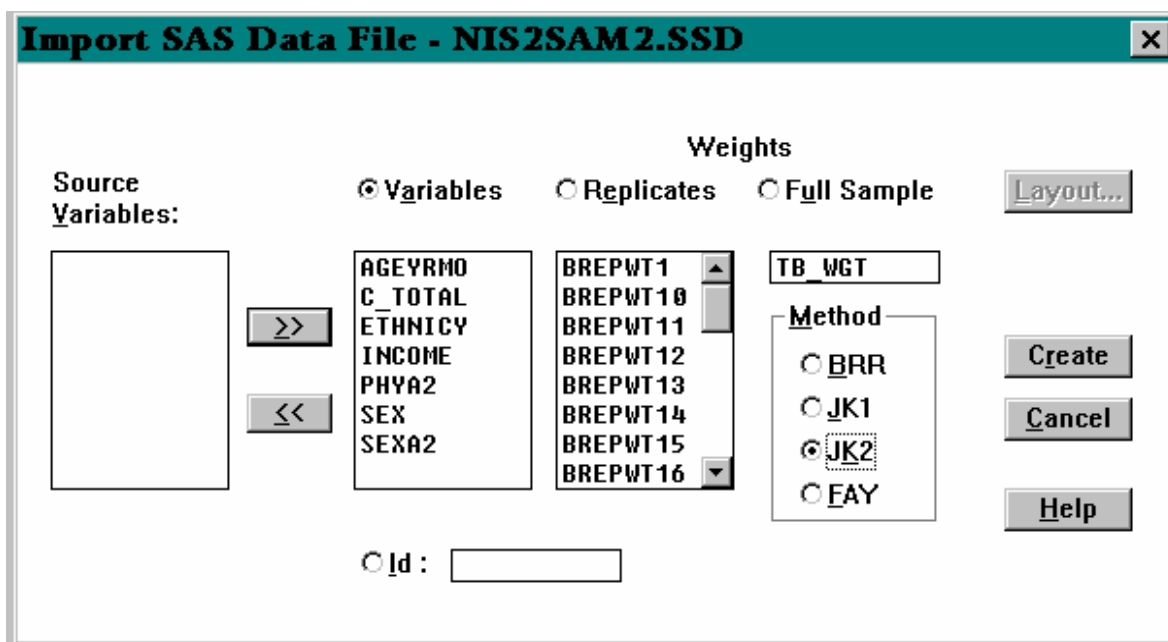 Import SAS Data File - NIS2SAM2.SSD
Weights
Source
Variables:
Variables
Replicates
Full Sample
Layout...
>>
<<
AGEYRMO
C_TOTAL
ETHNICY
INCOME
PHYA2
SEX
SEXA2
BREPWT1
BREPWT10
BREPWT11
BREPWT12
BREPWT13
BREPWT14
BREPWT15
BREPWT16
TB_WGT
Method
BRR
JK1
JK2
FAY
Create
Cancel
Help
Id :